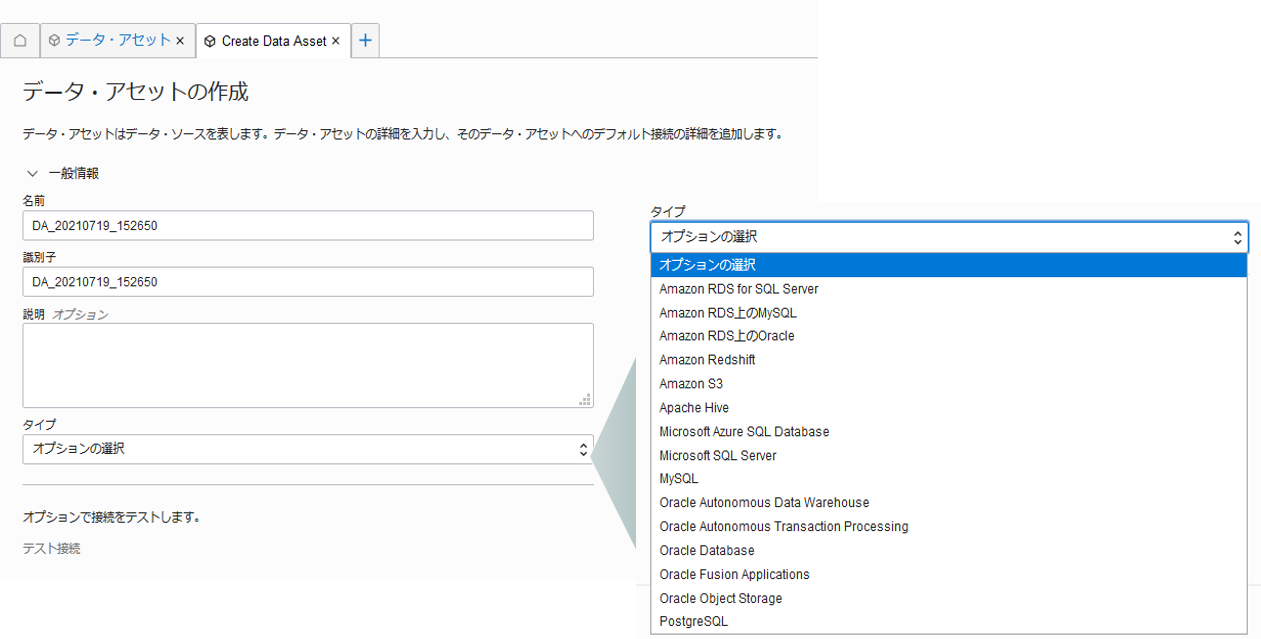 データ・アセット ×
Create Data Asset ×
+
データ・アセットの作成
データ・アセットはデータ・ソースを表します。データ・アセットの詳細を入力し、そのデータ・アセットへのデフォルト接続の詳細を追加します。
一般情報
名前
DA_20210719_152650
識別子
DA_20210719_152650
説明 オプション
タイプ
オプションの選択
オプションで接続をテストします。
テスト接続
タイプ
オプションの選択
オプションの選択
Amazon RDS for SQL Server
Amazon RDS上のMySQL
Amazon RDS上のOracle
Amazon Redshift
Amazon S3
Apache Hive
Microsoft Azure SQL Database
Microsoft SQL Server
MySQL
Oracle Autonomous Data Warehouse
Oracle Autonomous Transaction Processing
Oracle Database
Oracle Fusion Applications
Oracle Object Storage
PostgreSQL